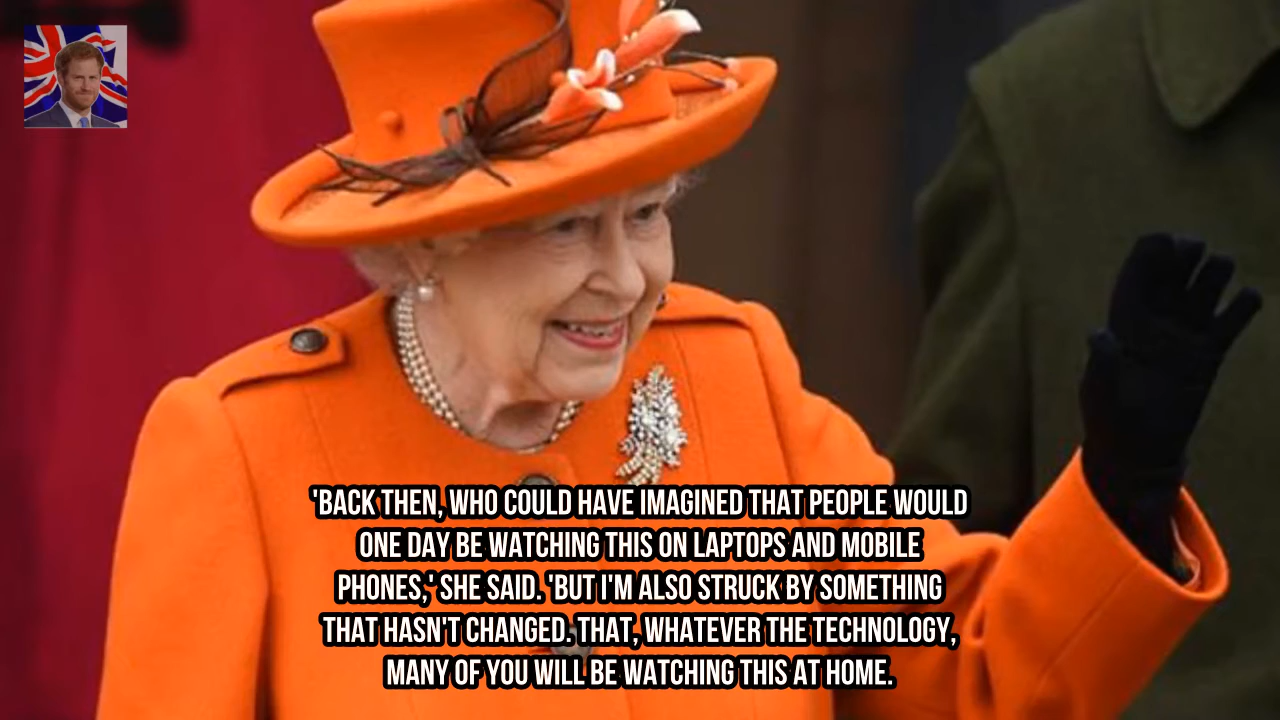 'BACK THEN, WHO COULD HAVE IMAGINED THAT PEOPLE WOULD
ONE DAY BE WATCHING THIS ON LAPTOPS AND MOBILE
PHONES,' SHE SAID. 'BUT I'M ALSO STRUCK BY SOMETHING
THAT HASN'T CHANGED. THAT, WHATEVER THE TECHNOLOGY,
MANY OF YOU WILL BE WATCHING THIS AT HOME.